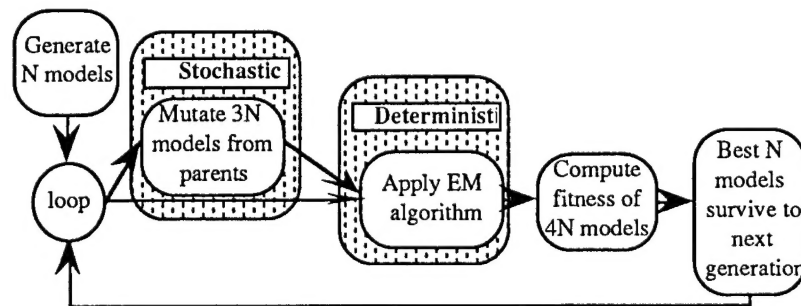 Generate
N models
Stochastic
Mutate 3N
models from
parents
loop
Deterministi
Apply EM
algorithm
Compute
fitness of
4N models
Best N
models
survive to
next
generation